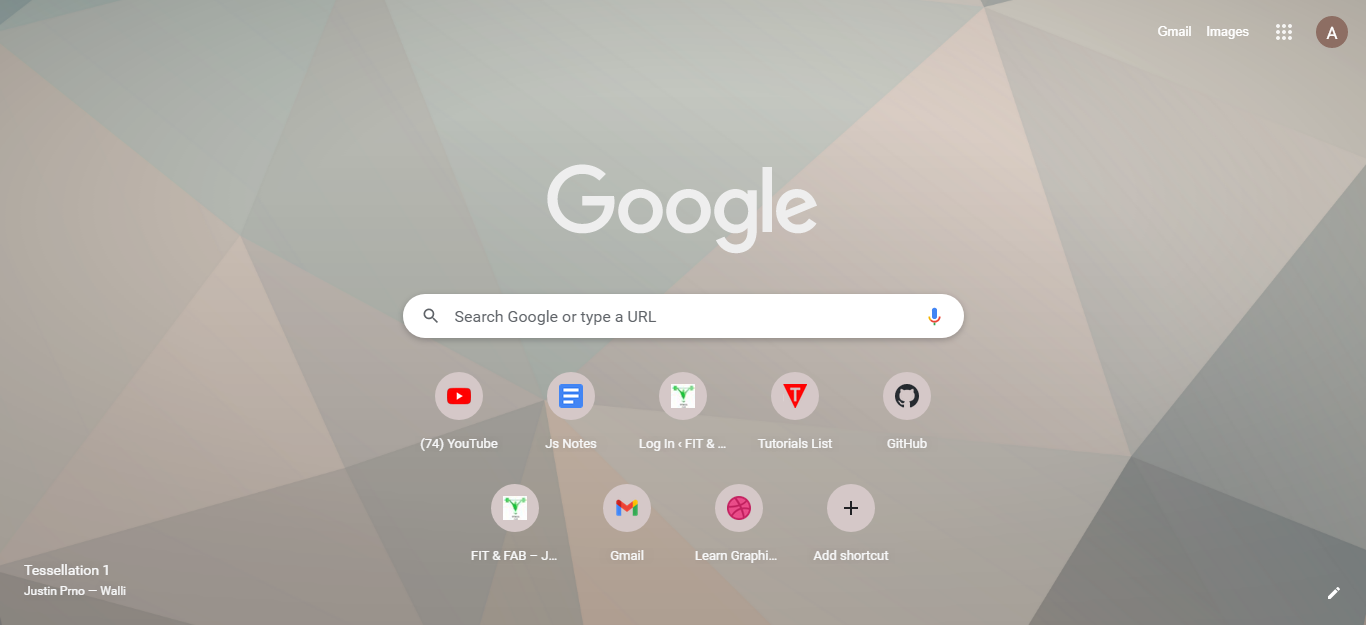 Gmail Images A
Google
Search Google or type a URL
(74) YouTube Js Notes Log In ‹ FIT & ... Tutorials List GitHub
FIT & FAB – J... Gmail Learn Graphi... Add shortcut
Tessellation 1
Justin Prno — Walli